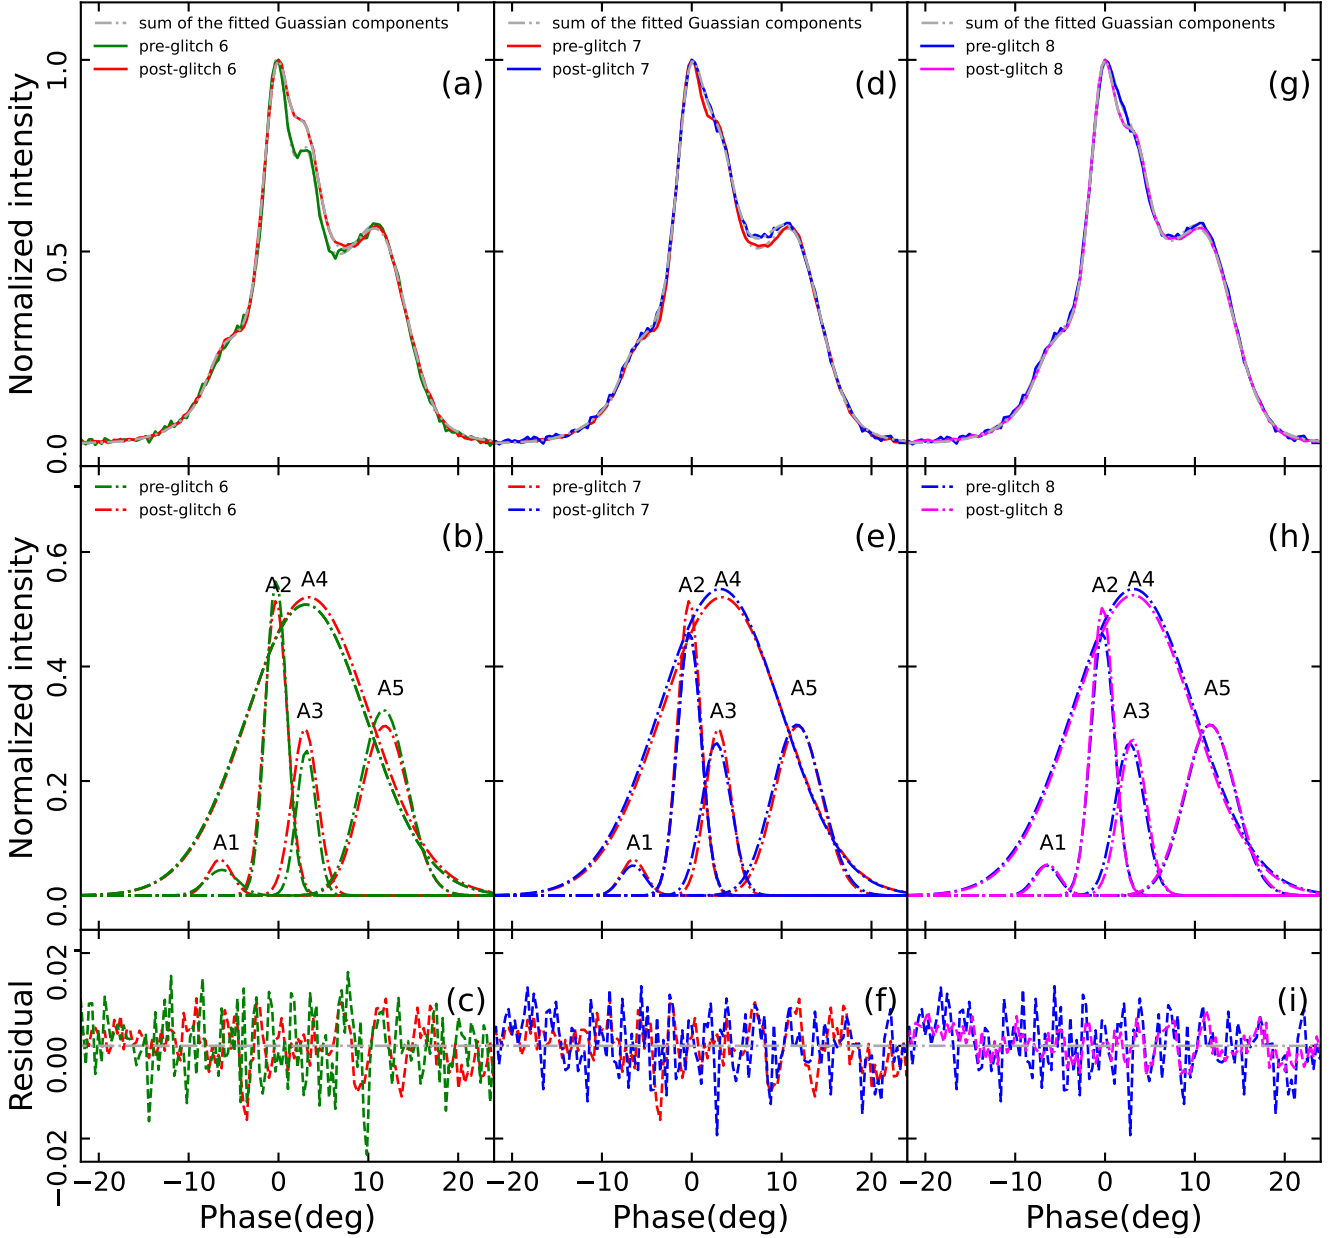 sum of the fitted Guassian components
pre-glitch 6
post-glitch 6
(a)
sum of the fitted Guassian components
pre-glitch 7
post-glitch 7
(d)
sum of the fitted Guassian components
pre-glitch 8
post-glitch 8
(g)
Normalized intensity
1.0
0.5
0.0
pre-glitch 6
post-glitch 6
(b)
A1
A2
A3
A4
A5
pre-glitch 7
post-glitch 7
(e)
A1
A2
A3
A4
A5
pre-glitch 8
post-glitch 8
(h)
A1
A2
A3
A4
A5
Normalized intensity
0.6
0.4
0.2
0.0
(c)
(f)
(i)
Residual
0.02
0.00
−0.02
−20 −10 0 10 20
−20 −10 0 10 20
−20 −10 0 10 20
Phase(deg)
Phase(deg)
Phase(deg)